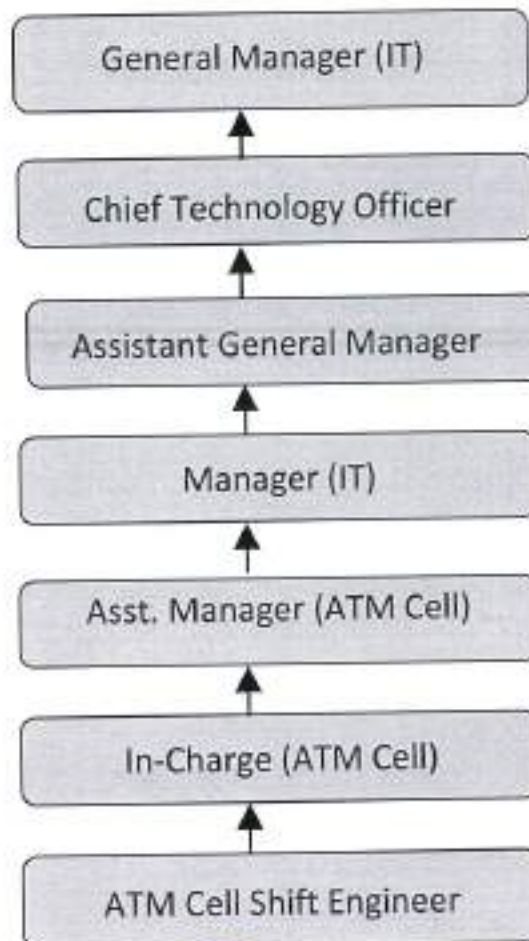 General Manager (IT)
Chief Technology Officer
Assistant General Manager
Manager (IT)
Asst. Manager (ATM Cell)
In-Charge (ATM Cell)
ATM Cell Shift Engineer